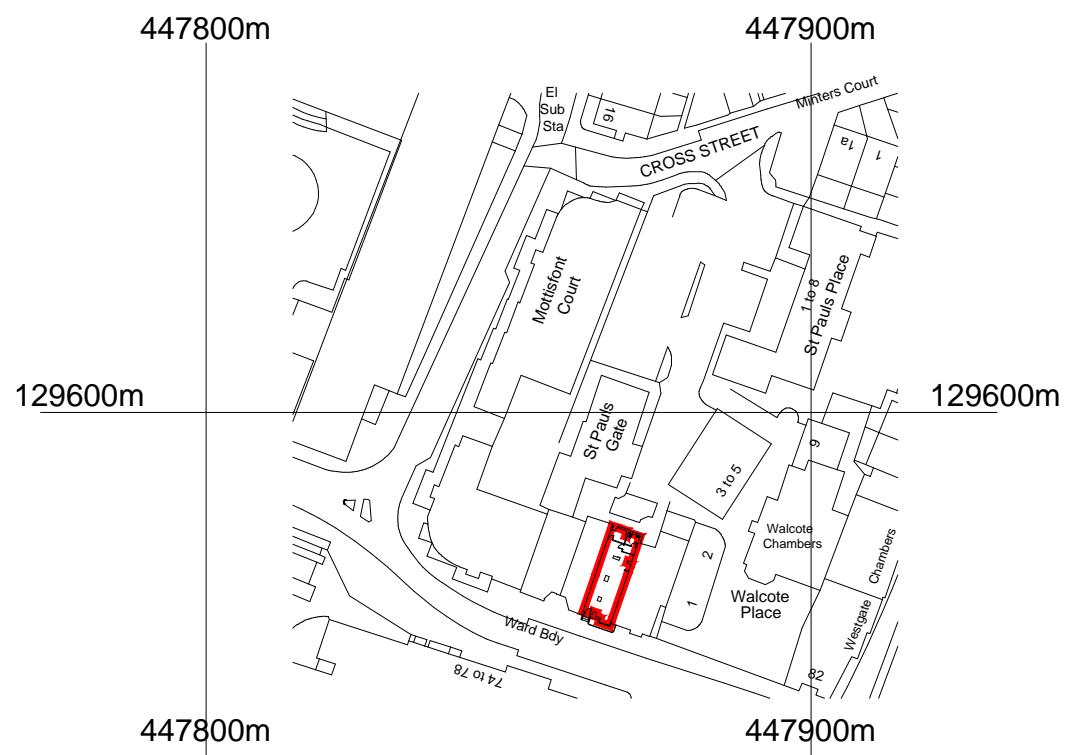 447800m
447900m
El
Sub
Sta
16
Minters Court
CROSS STREET
1a
1
Mottisfont
Court
1 to 8
St Pauls Place
129600m
129600m
St Pauls
Gate
9
3 to 5
Walcote
Chambers
2
1
Walcote
Place
Westgate Chambers
Ward Bdy
74 to 78
82
447800m
447900m